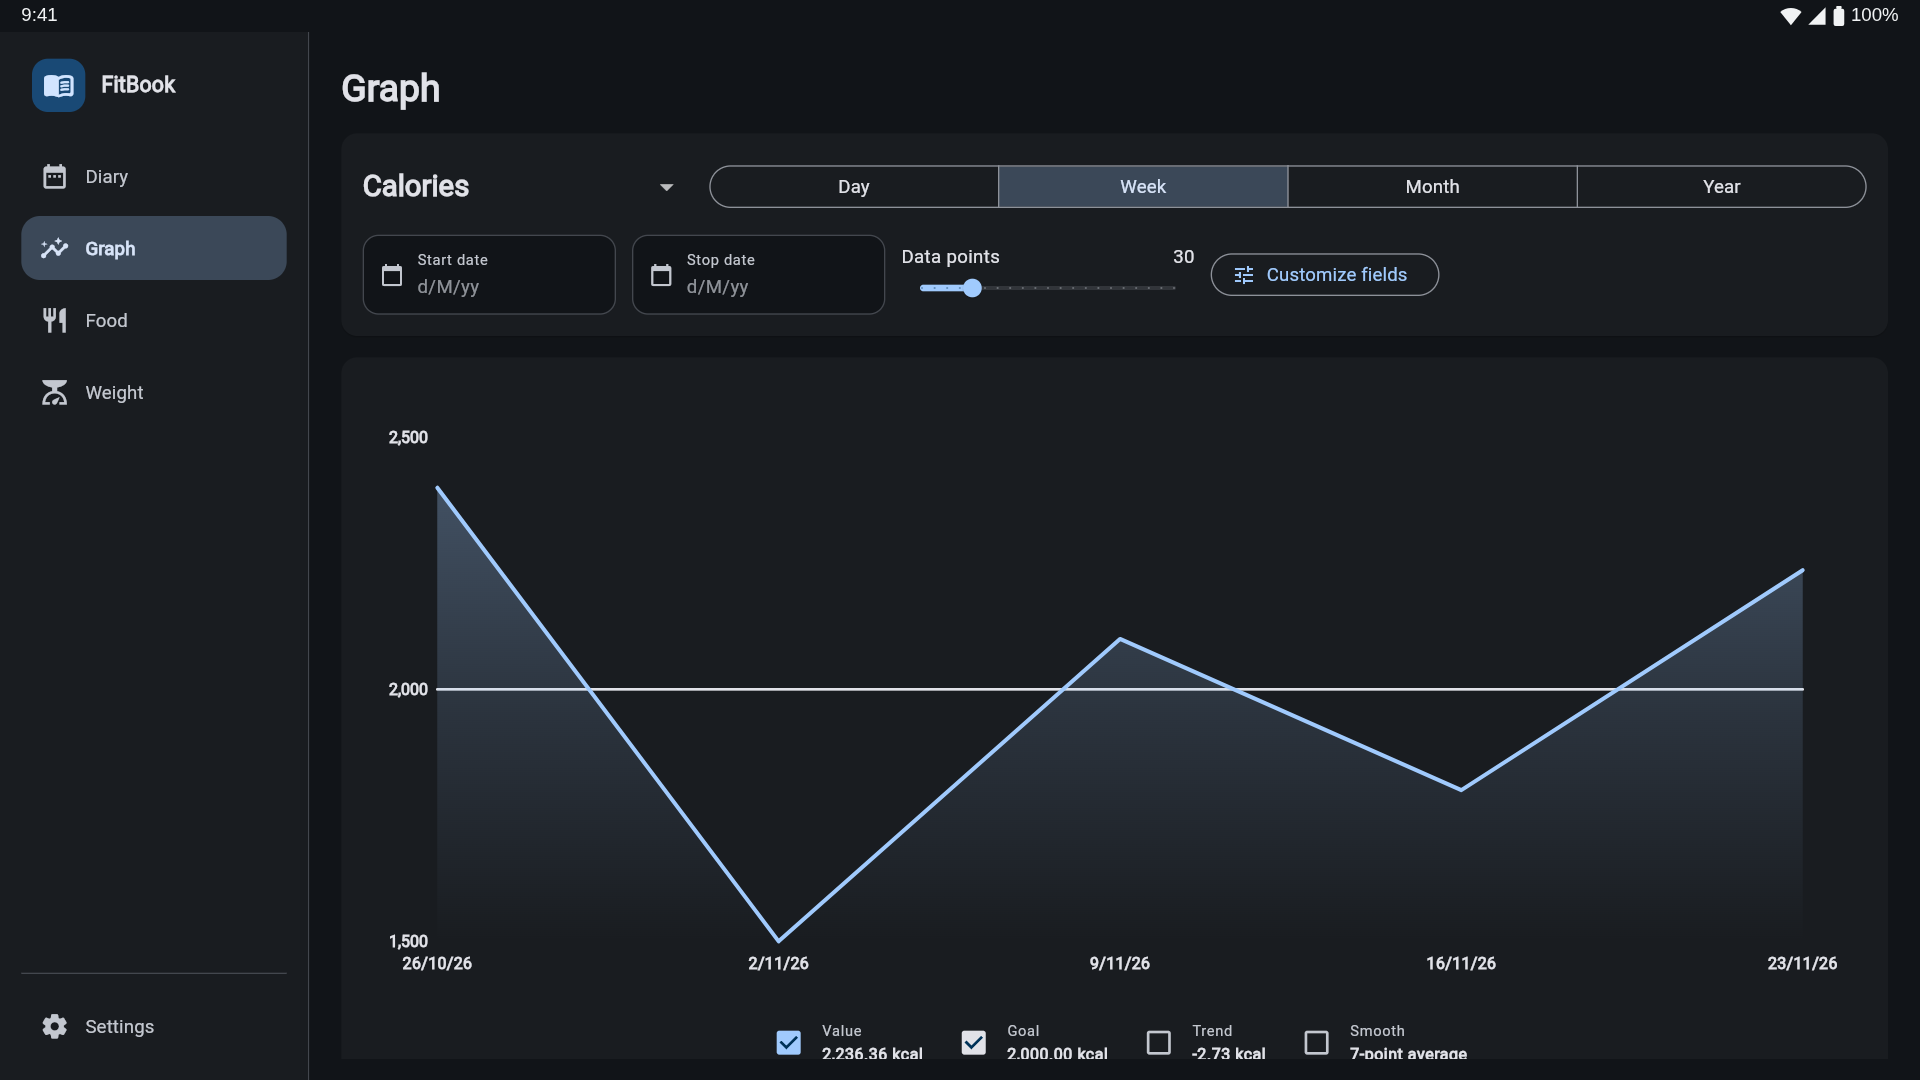 9:41
100%
FitBook
Diary
Graph
Food
Weight
Settings
Graph
Calories
Day
Week
Month
Year
Start date
d/M/yy
Stop date
d/M/yy
Data points
30
Customize fields
2,500
2,000
1,500
26/10/26
2/11/26
9/11/26
16/11/26
23/11/26
Value
2,236.36 kcal
Goal
2,000.00 kcal
Trend
-2.73 kcal
Smooth
7-point average